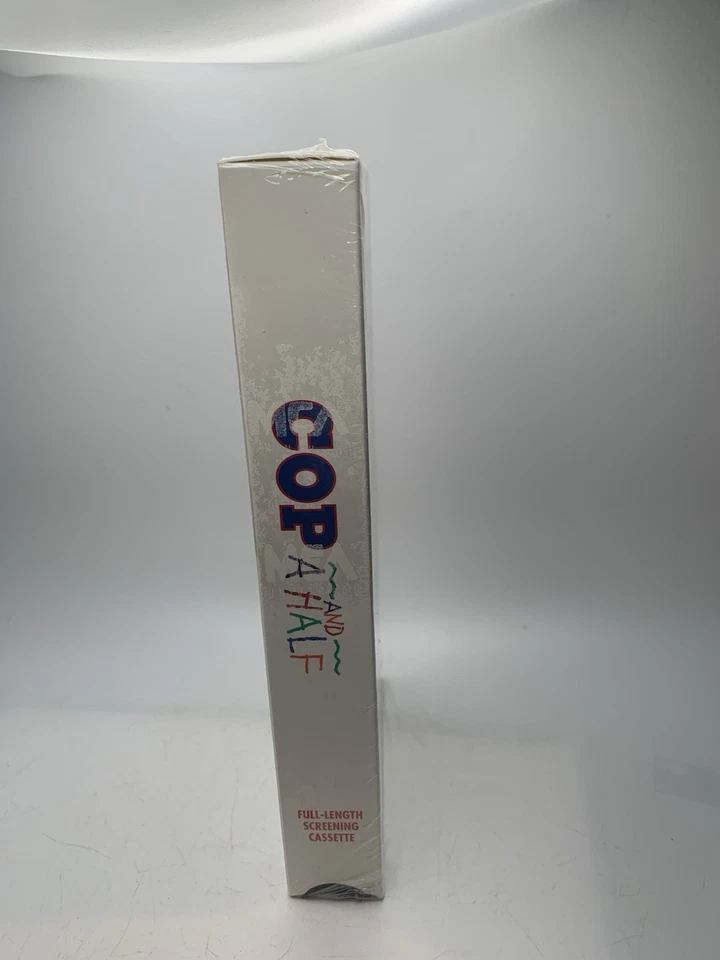 COP
~ AND ~
A HALF
FULL-LENGTH
SCREENING
CASSETTE